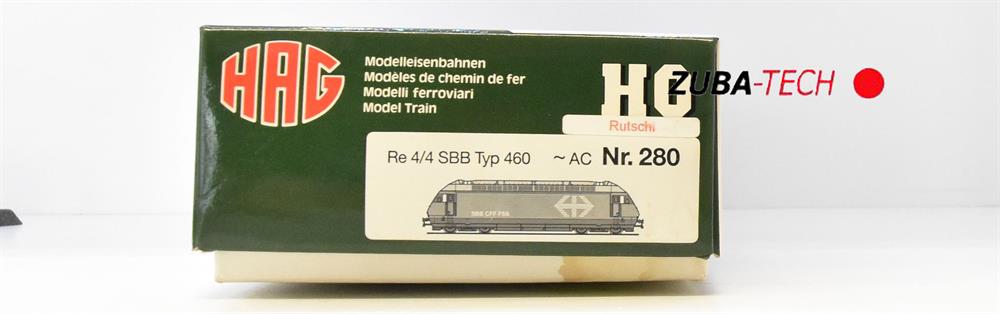 HAG
Modelleisenbahnen
Modèles de chemin de fer
Modelli ferroviari
Model Train
HO
ZUBA-TECH
Rutschi
Re 4/4 SBB Typ 460 ~ AC Nr. 280
SBB CFF FFS